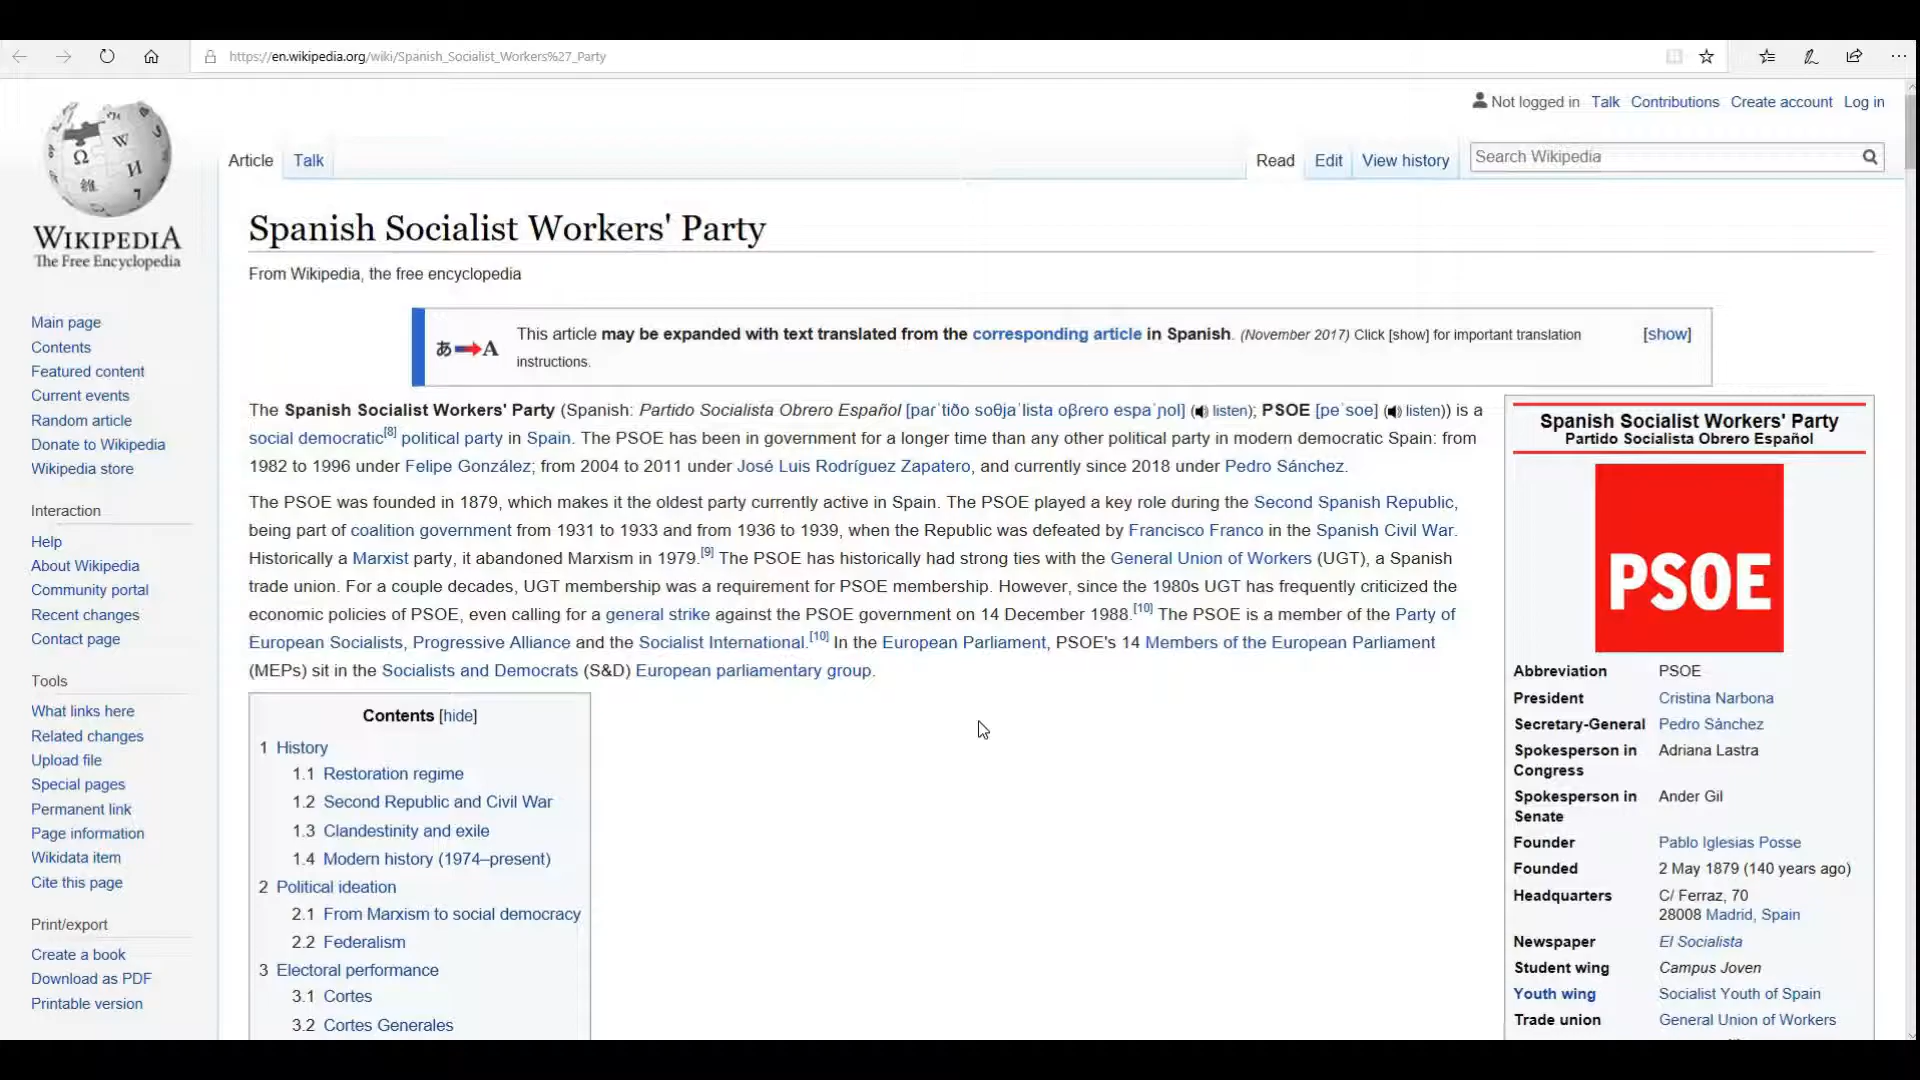 https://en.wikipedia.org/wiki/Spanish_Socialist_Workers%27_Party
Not logged in Talk Contributions Create account Log in
Article Talk
Read Edit View history
Search Wikipedia
WIKIPEDIA
The Free Encyclopedia
Main page
Contents
Featured content
Current events
Random article
Donate to Wikipedia
Wikipedia store
Interaction
Help
About Wikipedia
Community portal
Recent changes
Contact page
Tools
What links here
Related changes
Upload file
Special pages
Permanent link
Page information
Wikidata item
Cite this page
Print/export
Create a book
Download as PDF
Printable version
Spanish Socialist Workers' Party
From Wikipedia, the free encyclopedia
あ A
This article may be expanded with text translated from the corresponding article in Spanish. (November 2017) Click [show] for important translation
instructions.
[show]
The Spanish Socialist Workers' Party (Spanish: Partido Socialista Obrero Español [parˈtiðo soθjaˈlista oβrero espaˈɲol] (listen); PSOE [peˈsoe] (listen)) is a
social democratic[8] political party in Spain. The PSOE has been in government for a longer time than any other political party in modern democratic Spain: from
1982 to 1996 under Felipe González; from 2004 to 2011 under José Luis Rodríguez Zapatero, and currently since 2018 under Pedro Sánchez.
The PSOE was founded in 1879, which makes it the oldest party currently active in Spain. The PSOE played a key role during the Second Spanish Republic,
being part of coalition government from 1931 to 1933 and from 1936 to 1939, when the Republic was defeated by Francisco Franco in the Spanish Civil War.
Historically a Marxist party, it abandoned Marxism in 1979.[9] The PSOE has historically had strong ties with the General Union of Workers (UGT), a Spanish
trade union. For a couple decades, UGT membership was a requirement for PSOE membership. However, since the 1980s UGT has frequently criticized the
economic policies of PSOE, even calling for a general strike against the PSOE government on 14 December 1988.[10] The PSOE is a member of the Party of
European Socialists, Progressive Alliance and the Socialist International.[10] In the European Parliament, PSOE's 14 Members of the European Parliament
(MEPs) sit in the Socialists and Democrats (S&D) European parliamentary group.
Contents [hide]
1 History
1.1 Restoration regime
1.2 Second Republic and Civil War
1.3 Clandestinity and exile
1.4 Modern history (1974–present)
2 Political ideation
2.1 From Marxism to social democracy
2.2 Federalism
3 Electoral performance
3.1 Cortes
3.2 Cortes Generales
Spanish Socialist Workers' Party
Partido Socialista Obrero Español
PSOE
Abbreviation PSOE
President Cristina Narbona
Secretary-General Pedro Sánchez
Spokesperson in Adriana Lastra
Congress
Spokesperson in Ander Gil
Senate
Founder Pablo Iglesias Posse
Founded 2 May 1879 (140 years ago)
Headquarters C/ Ferraz, 70
28008 Madrid, Spain
Newspaper El Socialista
Student wing Campus Joven
Youth wing Socialist Youth of Spain
Trade union General Union of Workers